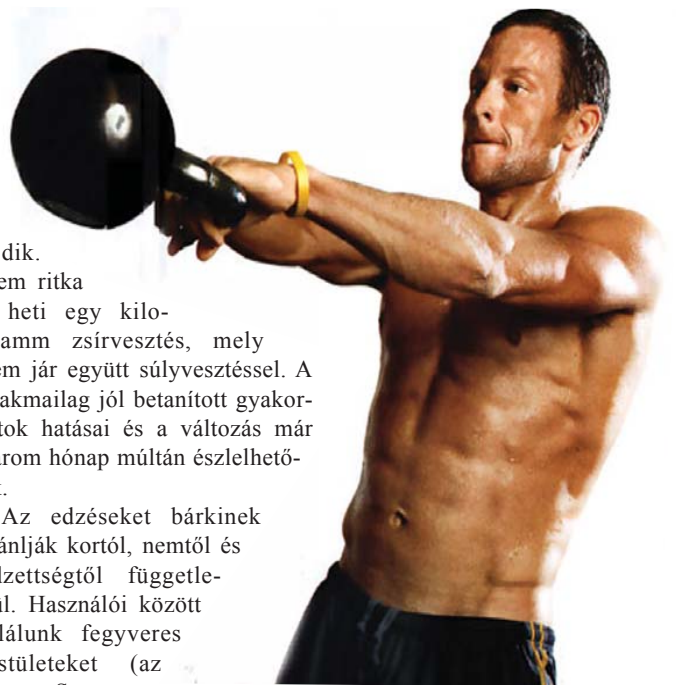 dik.
em ritka
heti egy kilo-
amm zsírvesztés, mely
em jár együtt súlyvesztéssel. A
akmailag jól betanított gyakor-
tok hatásai és a változás már
árom hónap múltán észlelhető-
k.
Az edzéseket bárkinek
ánlják kortól, nemtől és
lzettségtől függetle-
ül. Használói között
lálunk fegyveres
stületeket (az